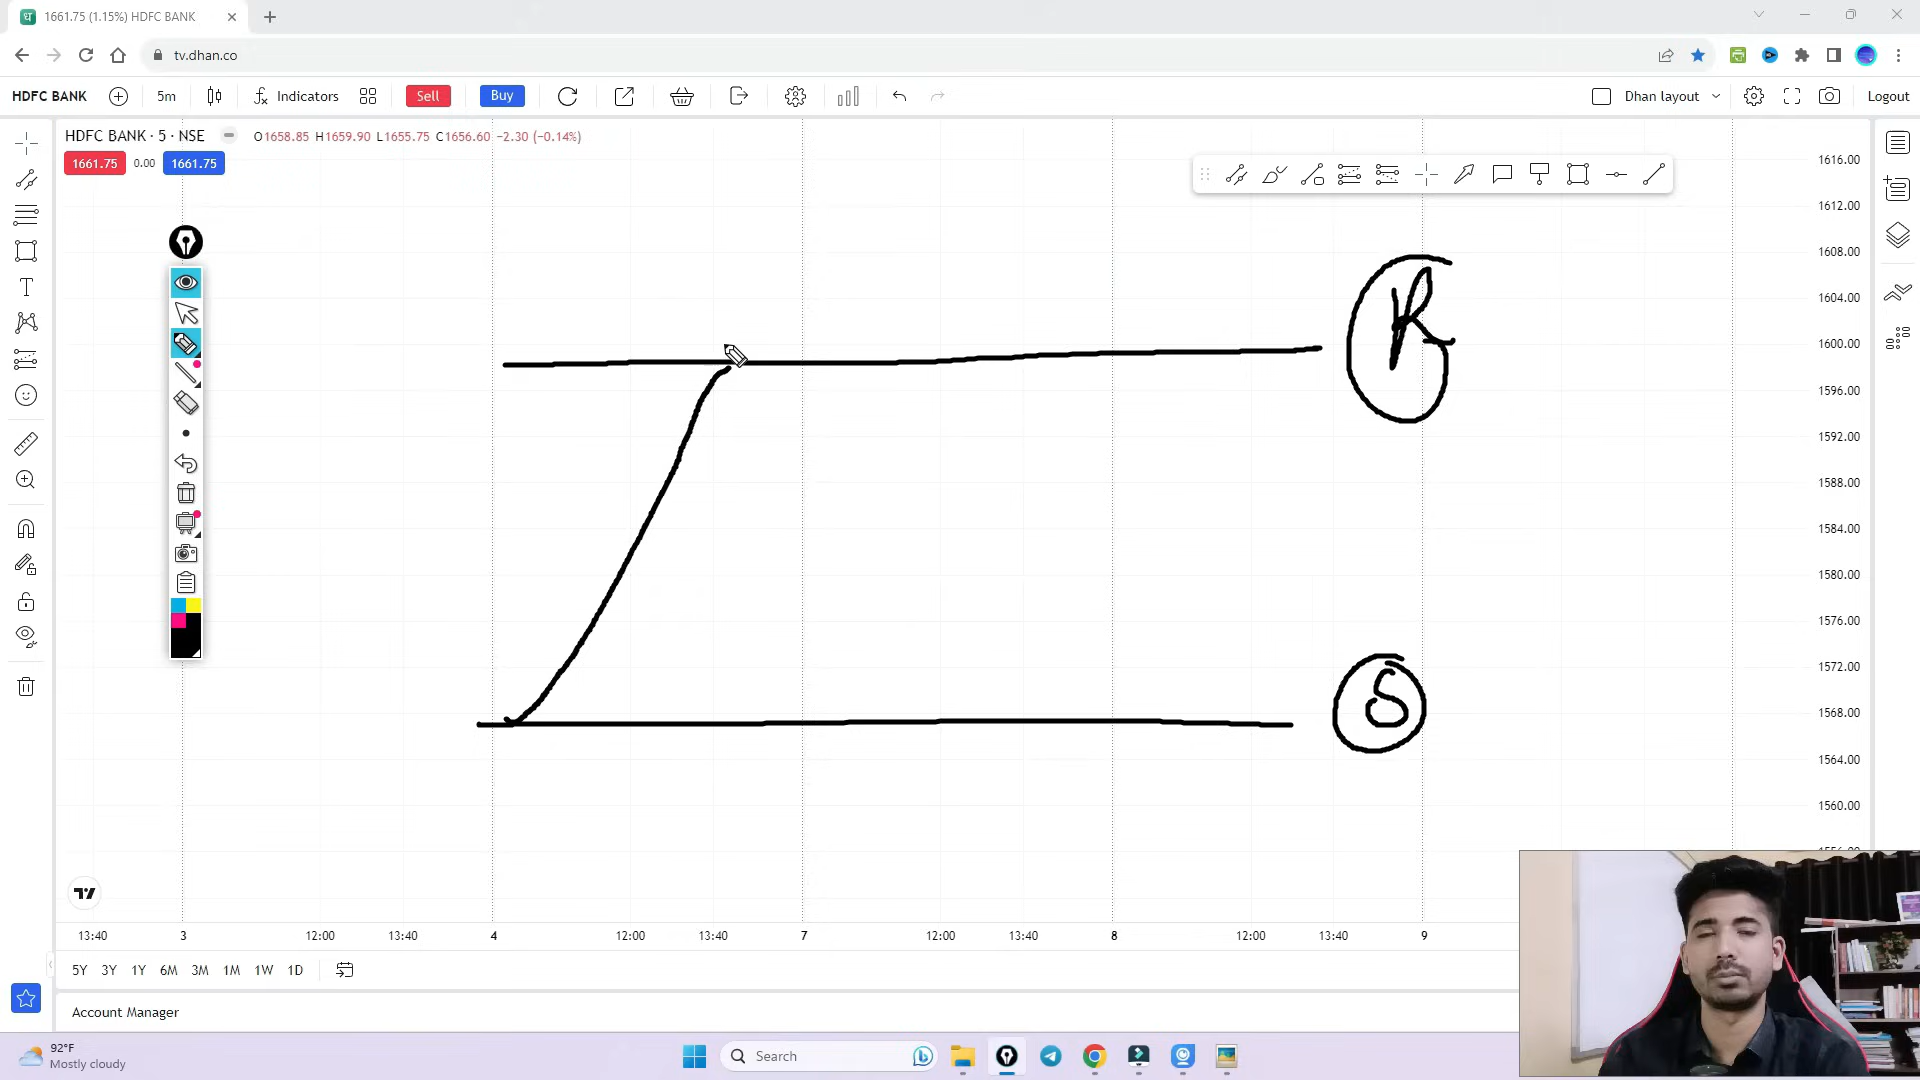 1661.75 (1.15%) HDFC BANK
tv.dhan.co
HDFC BANK 5m Indicators Sell Buy Dhan layout Logout
HDFC BANK · 5 · NSE O1658.85 H1659.90 L1655.75 C1656.60 −2.30 (−0.14%)
1661.75 0.00 1661.75
1616.00
1612.00
1608.00
1604.00
R
1600.00
1596.00
1592.00
1588.00
1584.00
1580.00
1576.00
1572.00
S
1568.00
1564.00
1560.00
13:40 3 12:00 13:40 4 12:00 13:40 7 12:00 13:40 8 12:00 13:40 9
5Y 3Y 1Y 6M 3M 1M 1W 1D
Account Manager
92°F
Mostly cloudy
Search